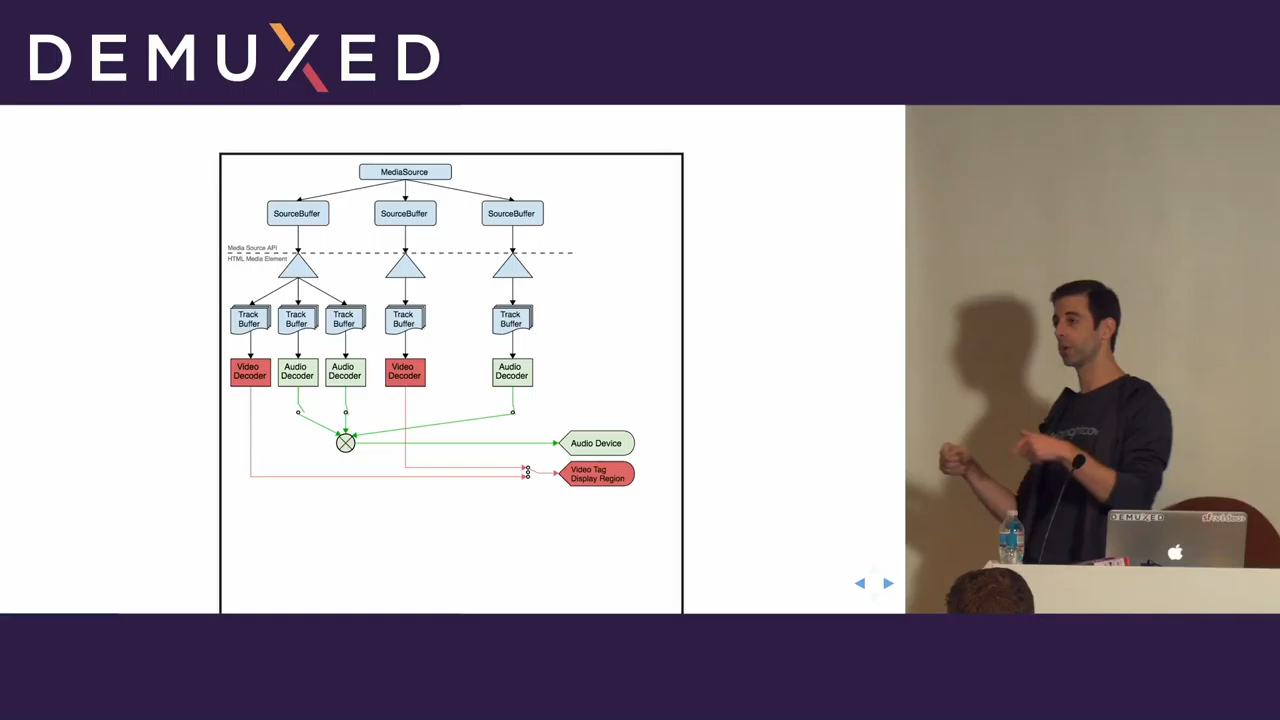 DEMUXED
MediaSource
SourceBuffer
SourceBuffer
SourceBuffer
Media Source API
HTML Media Element
Track
Buffer
Track
Buffer
Track
Buffer
Track
Buffer
Track
Buffer
Video
Decoder
Audio
Decoder
Audio
Decoder
Video
Decoder
Audio
Decoder
Audio Device
Video Tag
Display Region
DEMUXED